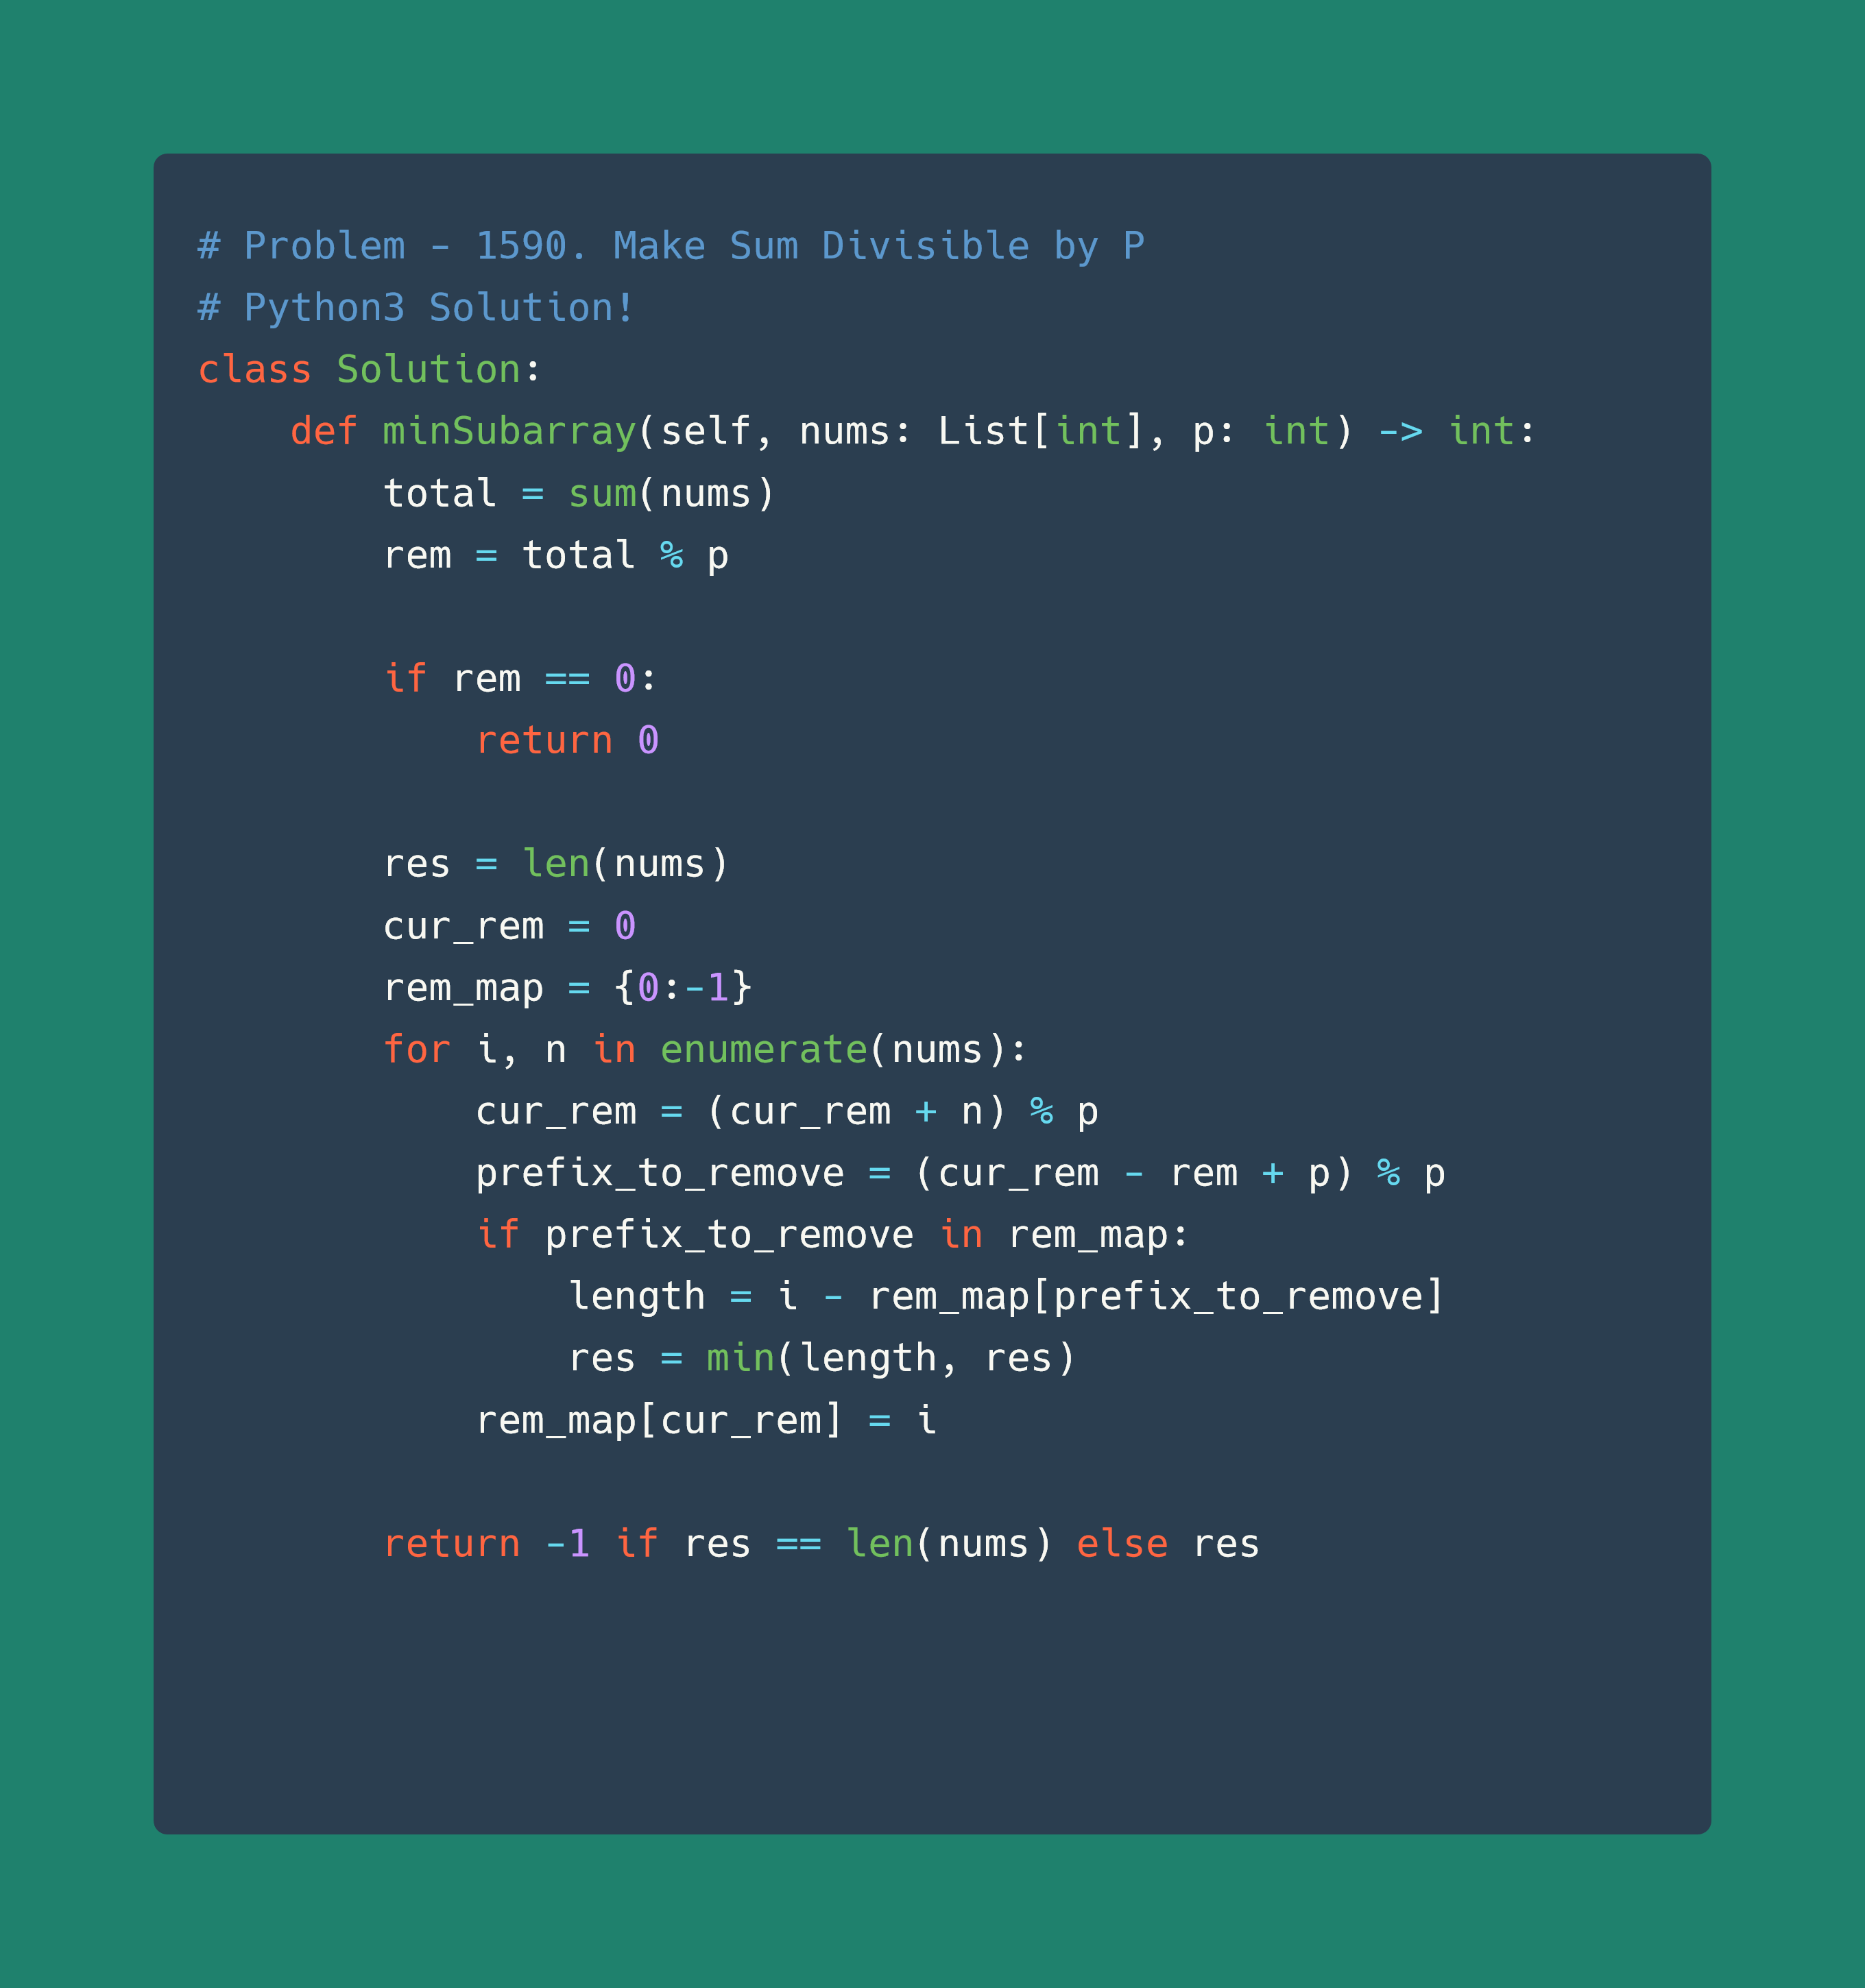 # Problem - 1590. Make Sum Divisible by P
# Python3 Solution!
class Solution:
    def minSubarray(self, nums: List[int], p: int) -> int:
        total = sum(nums)
        rem = total % p

        if rem == 0:
            return 0

        res = len(nums)
        cur_rem = 0
        rem_map = {0:-1}
        for i, n in enumerate(nums):
            cur_rem = (cur_rem + n) % p
            prefix_to_remove = (cur_rem - rem + p) % p
            if prefix_to_remove in rem_map:
                length = i - rem_map[prefix_to_remove]
                res = min(length, res)
            rem_map[cur_rem] = i

        return -1 if res == len(nums) else res